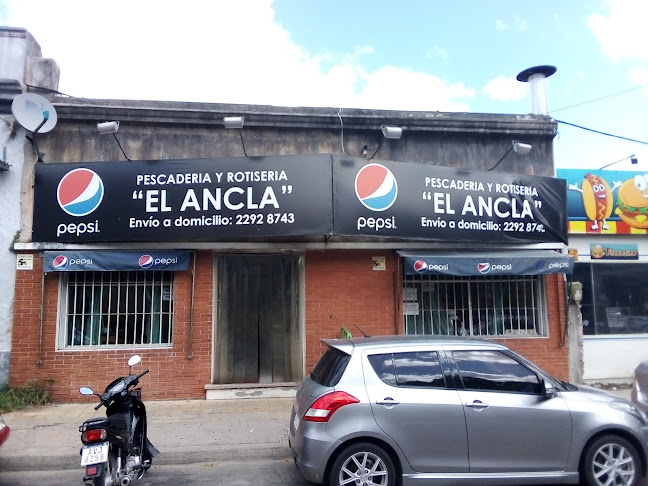 PESCADERIA Y ROTISERIA
"EL ANCLA"
Envío a domicilio: 2292 8743
pepsi.
PESCADERIA Y ROTISERIA
"EL ANCLA"
Envío a domicilio: 2292 874
pepsi.
pepsi
pepsi
pepsi
pepsi
pepsi